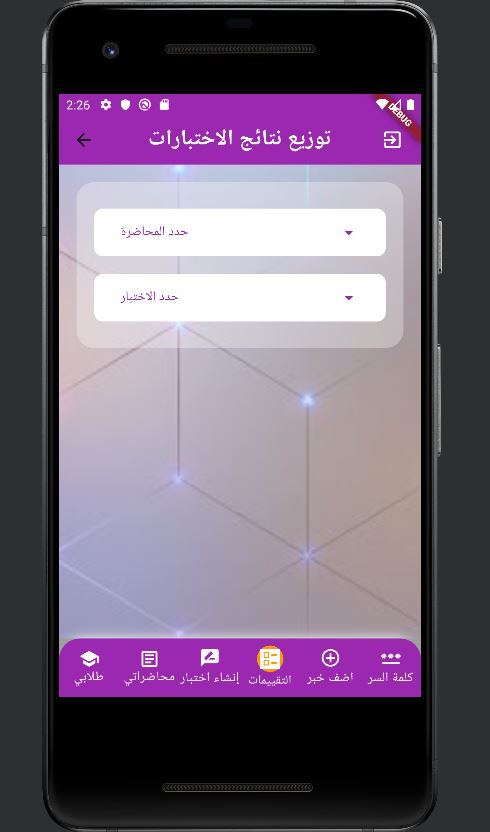 2:26
DEBUG
توزيع نتائج الاختبارات
حدد المحاضرة
حدد الاختبار
كلمة السر
اضف خبر
التقييمات
إنشاء اختبار
محاضراتي
طلابي